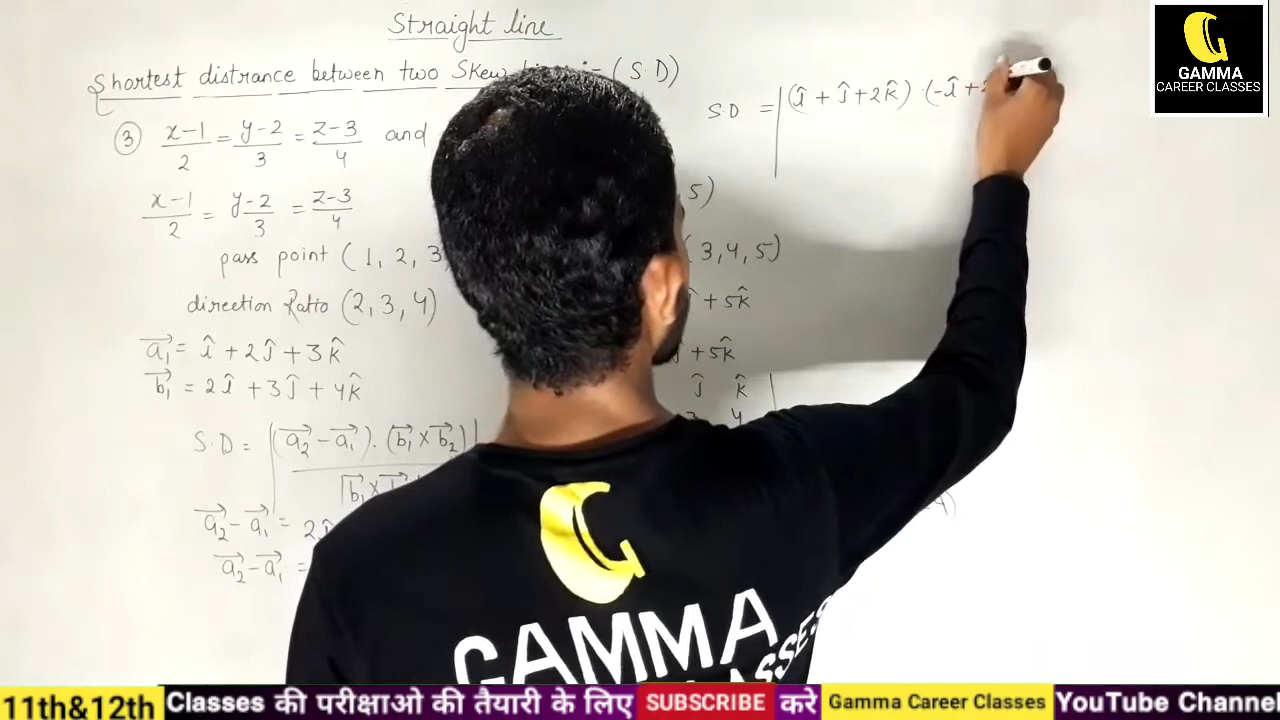 Straight line
Shortest distrance between two Skew (S.D)
③ x-1/2 = y-2/3 = z-3/4 and
x-1/2 = y-2/3 = z-3/4
pass point (1, 2, 3
direction Ratio (2, 3, 4)
a₁⃗ = î + 2ĵ + 3k̂
b₁⃗ = 2î + 3ĵ + 4k̂
S.D = |(a₂⃗ - a₁⃗).(b₁⃗ × b₂⃗)|
a₂⃗ - a₁⃗ = 2î
a₂⃗ - a₁⃗ =
5)
(3,4,5)
ĵ + 5k̂
+ 5k̂
ĵ k̂
3 4
S.D = |(î + ĵ + 2k̂).(-î +
GAMMA
CAREER CLASSES
GAMMA
11th&12th Classes की परीक्षाओ की तैयारी के लिए SUBSCRIBE करे Gamma Career Classes YouTube Channel